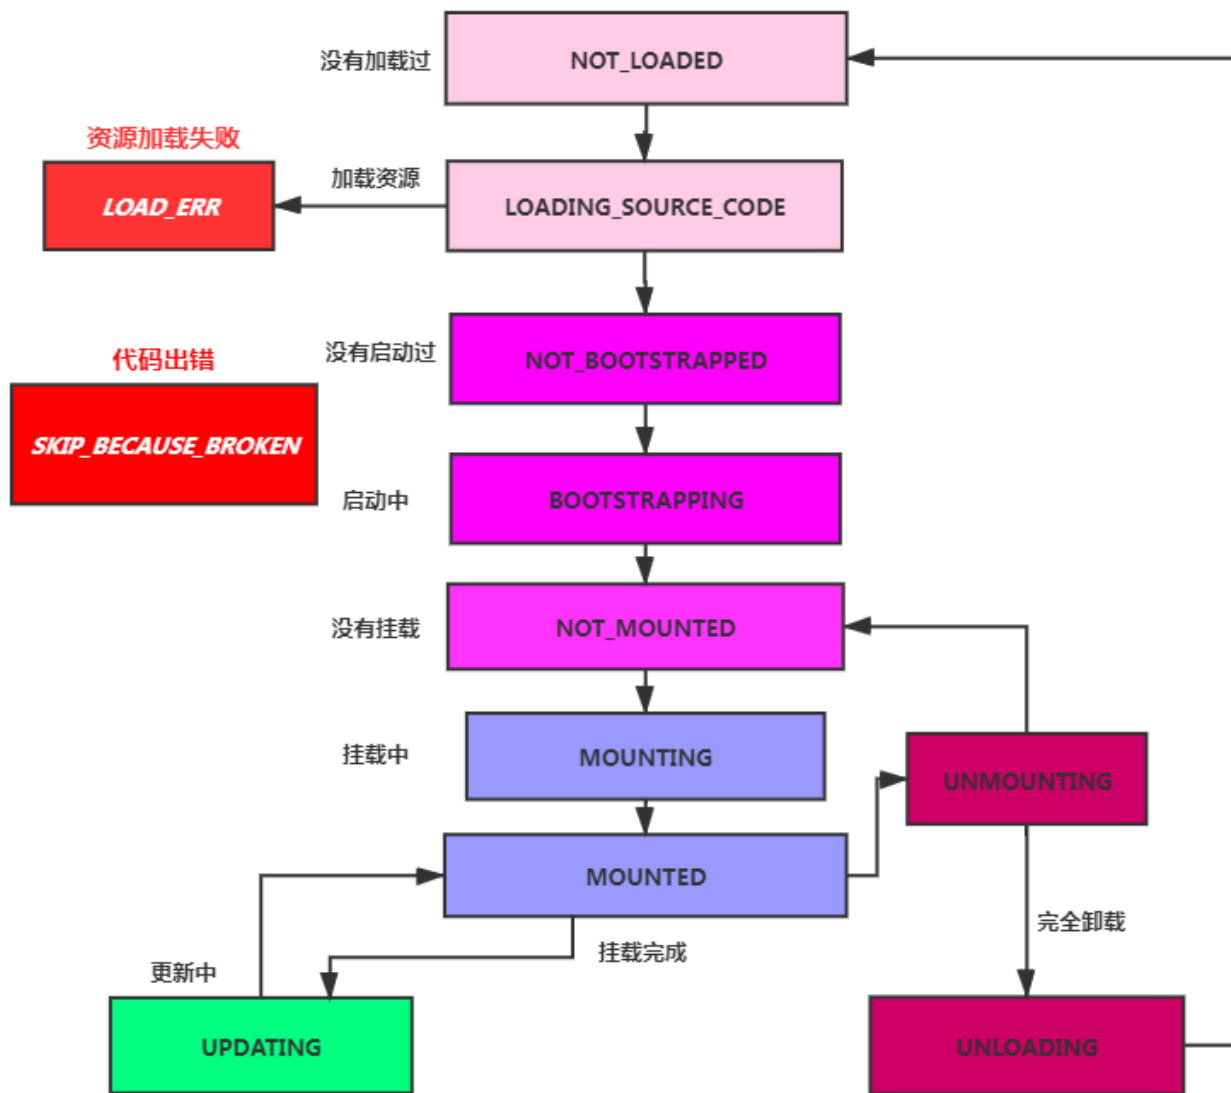 没有加载过
NOT_LOADED
资源加载失败
LOAD_ERR
加载资源
LOADING_SOURCE_CODE
没有启动过
NOT_BOOTSTRAPPED
代码出错
SKIP_BECAUSE_BROKEN
启动中
BOOTSTRAPPING
没有挂载
NOT_MOUNTED
挂载中
MOUNTING
UNMOUNTING
MOUNTED
完全卸载
挂载完成
更新中
UPDATING
UNLOADING